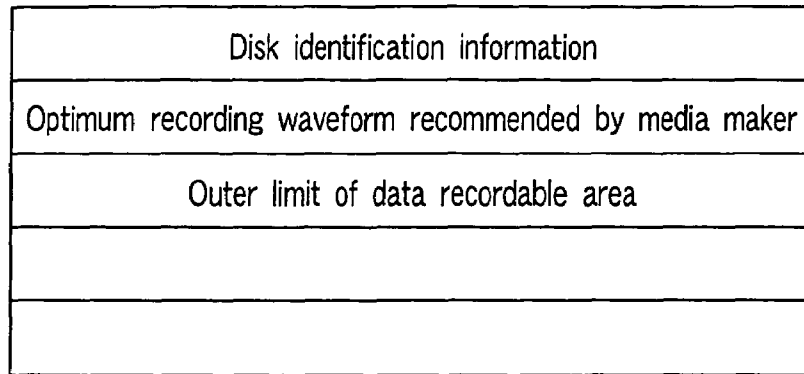 Disk identification information
Optimum recording waveform recommended by media maker
Outer limit of data recordable area